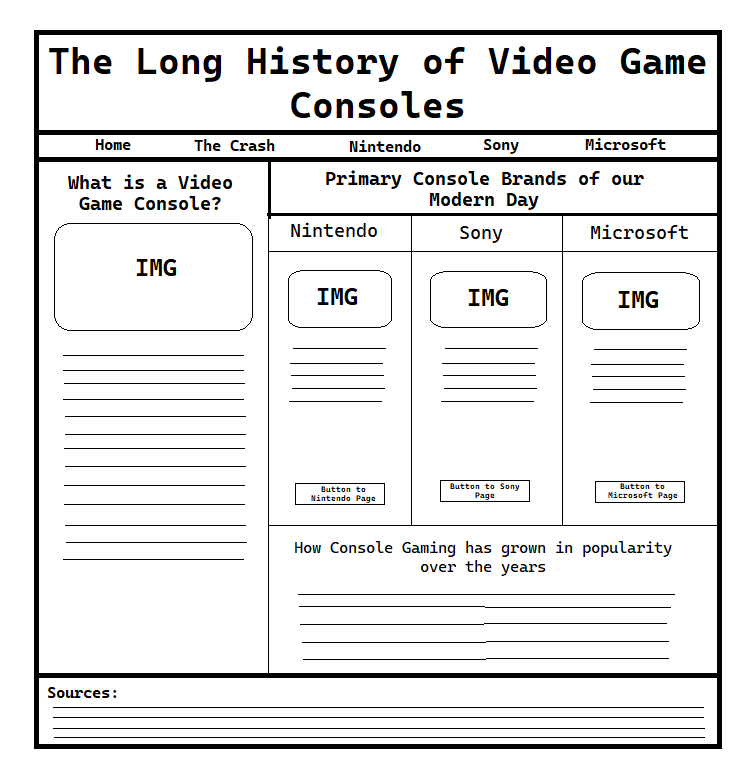 The Long History of Video Game
Consoles
Home The Crash Nintendo Sony Microsoft
What is a Video
Game Console?
IMG
Primary Console Brands of our
Modern Day
Nintendo
IMG
Button to
Nintendo Page
Sony
IMG
Button to Sony
Page
Microsoft
IMG
Button to
Microsoft Page
How Console Gaming has grown in popularity
over the years
Sources: